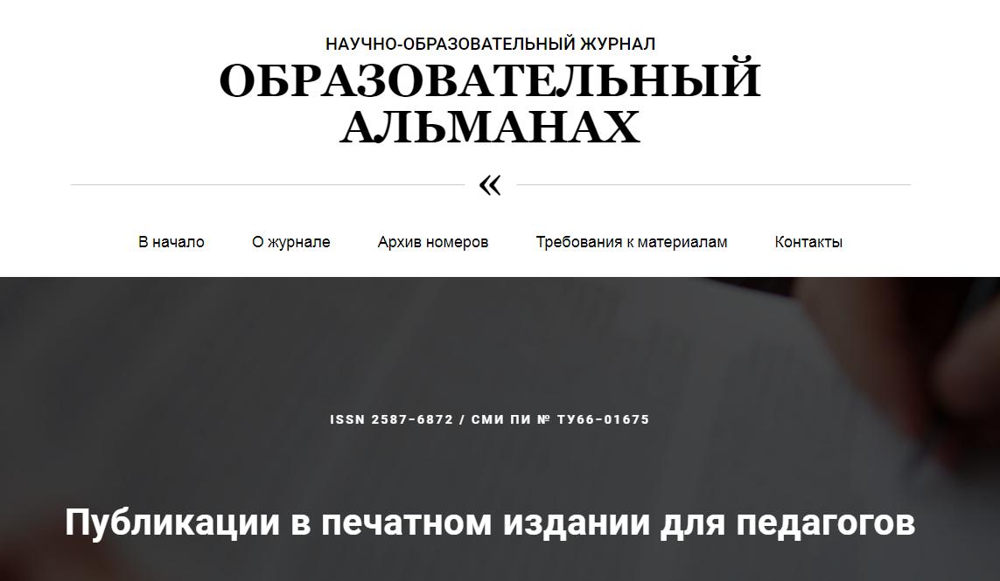 НАУЧНО-ОБРАЗОВАТЕЛЬНЫЙ ЖУРНАЛ
ОБРАЗОВАТЕЛЬНЫЙ
АЛЬМАНАХ
«
В начало О журнале Архив номеров Требования к материалам Контакты
ISSN 2587-6872 / СМИ ПИ № ТУ66-01675
Публикации в печатном издании для педагогов